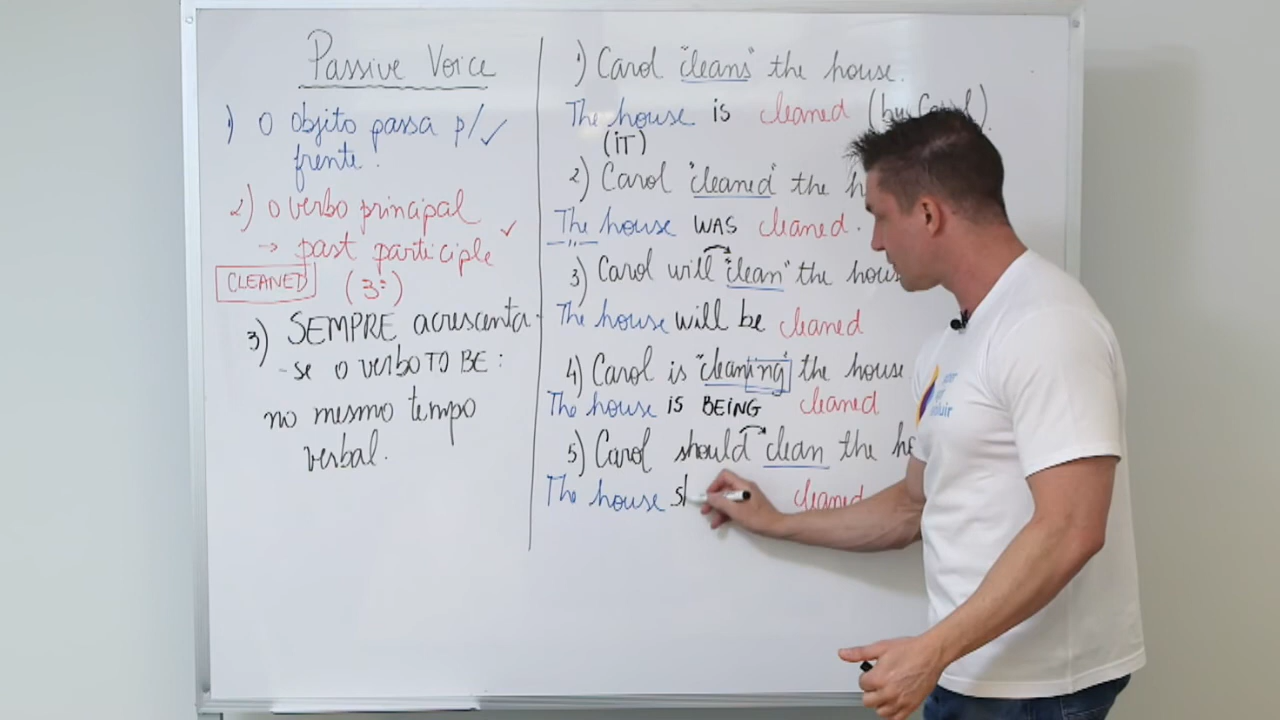 Passive Voice
1) o objito passa p/ ✓
frente.
2) o verbo principal
→ past participle ✓
CLEANED (3ª)
3) SEMPRE acrescenta
-se o verbo TO BE:
no mesmo tempo
verbal.
1) Carol "cleans" the house.
The house is cleaned (by Carol).
(IT)
2) Carol "cleaned" the
The house WAS cleaned.
3) Carol will "clean" the
The house will be cleaned
4) Carol is "cleaning" the house
The house is BEING cleaned
5) Carol should clean the
The house sh cleaned